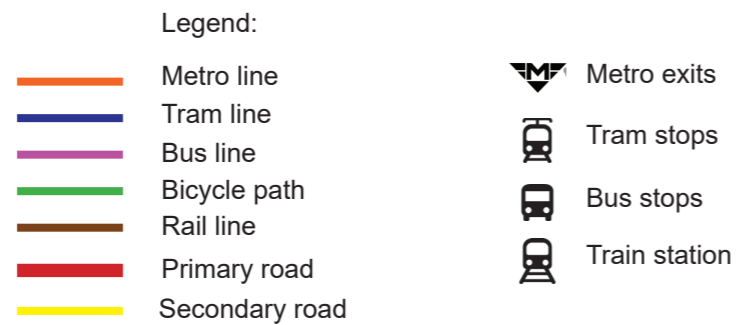 Legend:
Metro line
Tram line
Bus line
Bicycle path
Rail line
Primary road
Secondary road
M
Metro exits
Tram stops
Bus stops
Train station